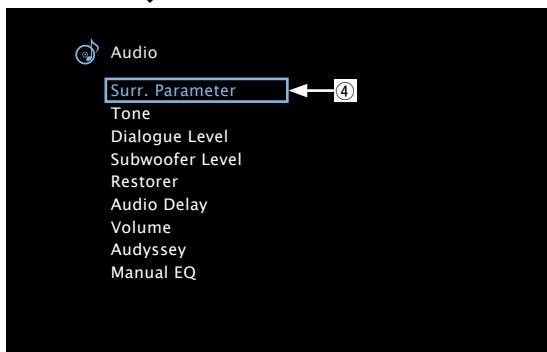 Audio
Surr. Parameter
④
Tone
Dialogue Level
Subwoofer Level
Restorer
Audio Delay
Volume
Audyssey
Manual EQ